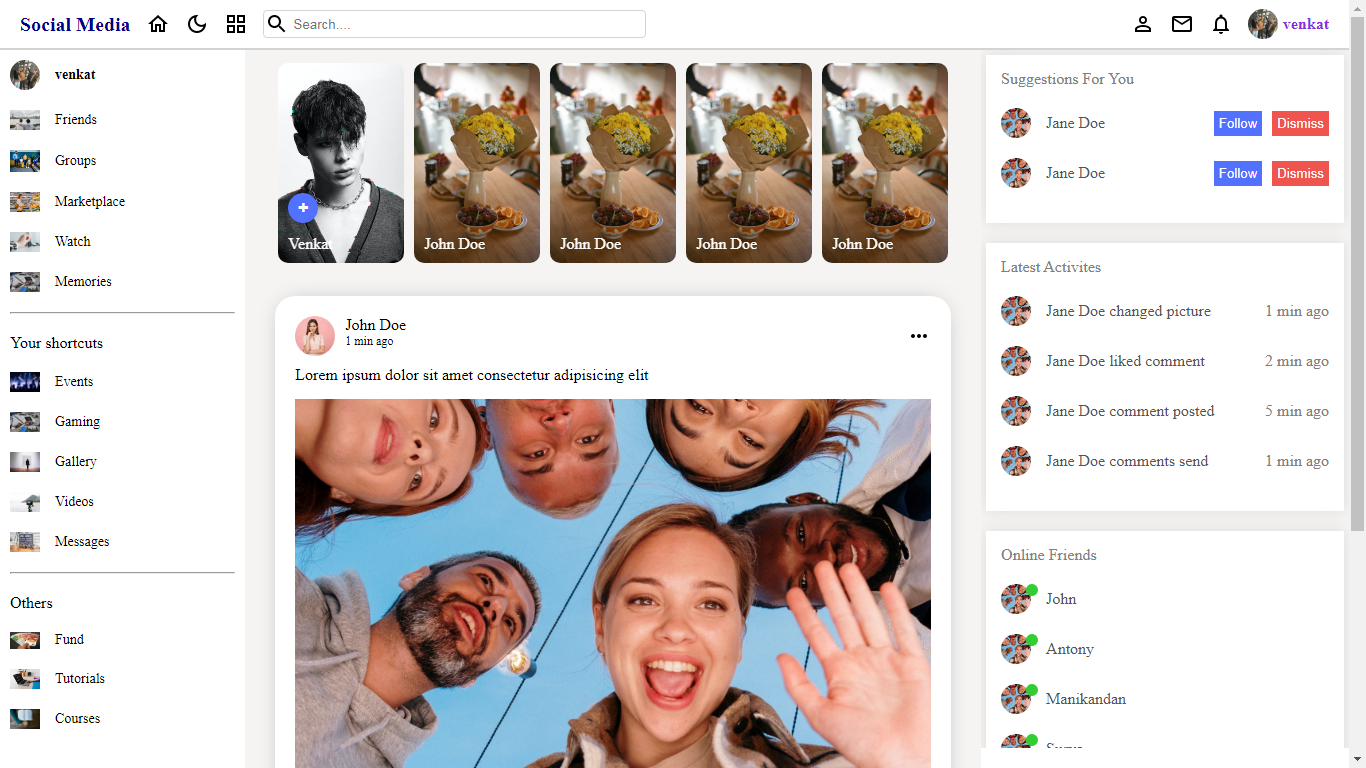 Social Media
Search....
venkat
venkat
Friends
Groups
Marketplace
Watch
Memories
Your shortcuts
Events
Gaming
Gallery
Videos
Messages
Others
Fund
Tutorials
Courses
Venkat
John Doe
John Doe
John Doe
John Doe
John Doe
1 min ago
Lorem ipsum dolor sit amet consectetur adipisicing elit
Suggestions For You
Jane Doe Follow Dismiss
Jane Doe Follow Dismiss
Latest Activites
Jane Doe changed picture 1 min ago
Jane Doe liked comment 2 min ago
Jane Doe comment posted 5 min ago
Jane Doe comments send 1 min ago
Online Friends
John
Antony
Manikandan